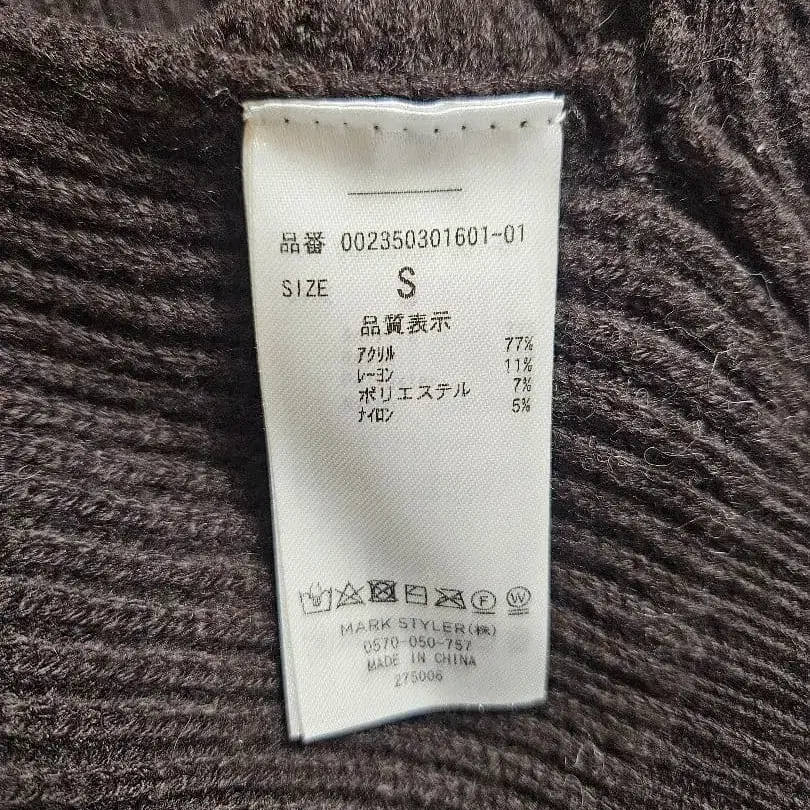 品番 002350301601-01
SIZE S
品質表示
アクリル 77%
レーヨン 11%
ポリエステル 7%
ナイロン 5%
F W
MARK STYLER(株)
0570-050-757
MADE IN CHINA
275006